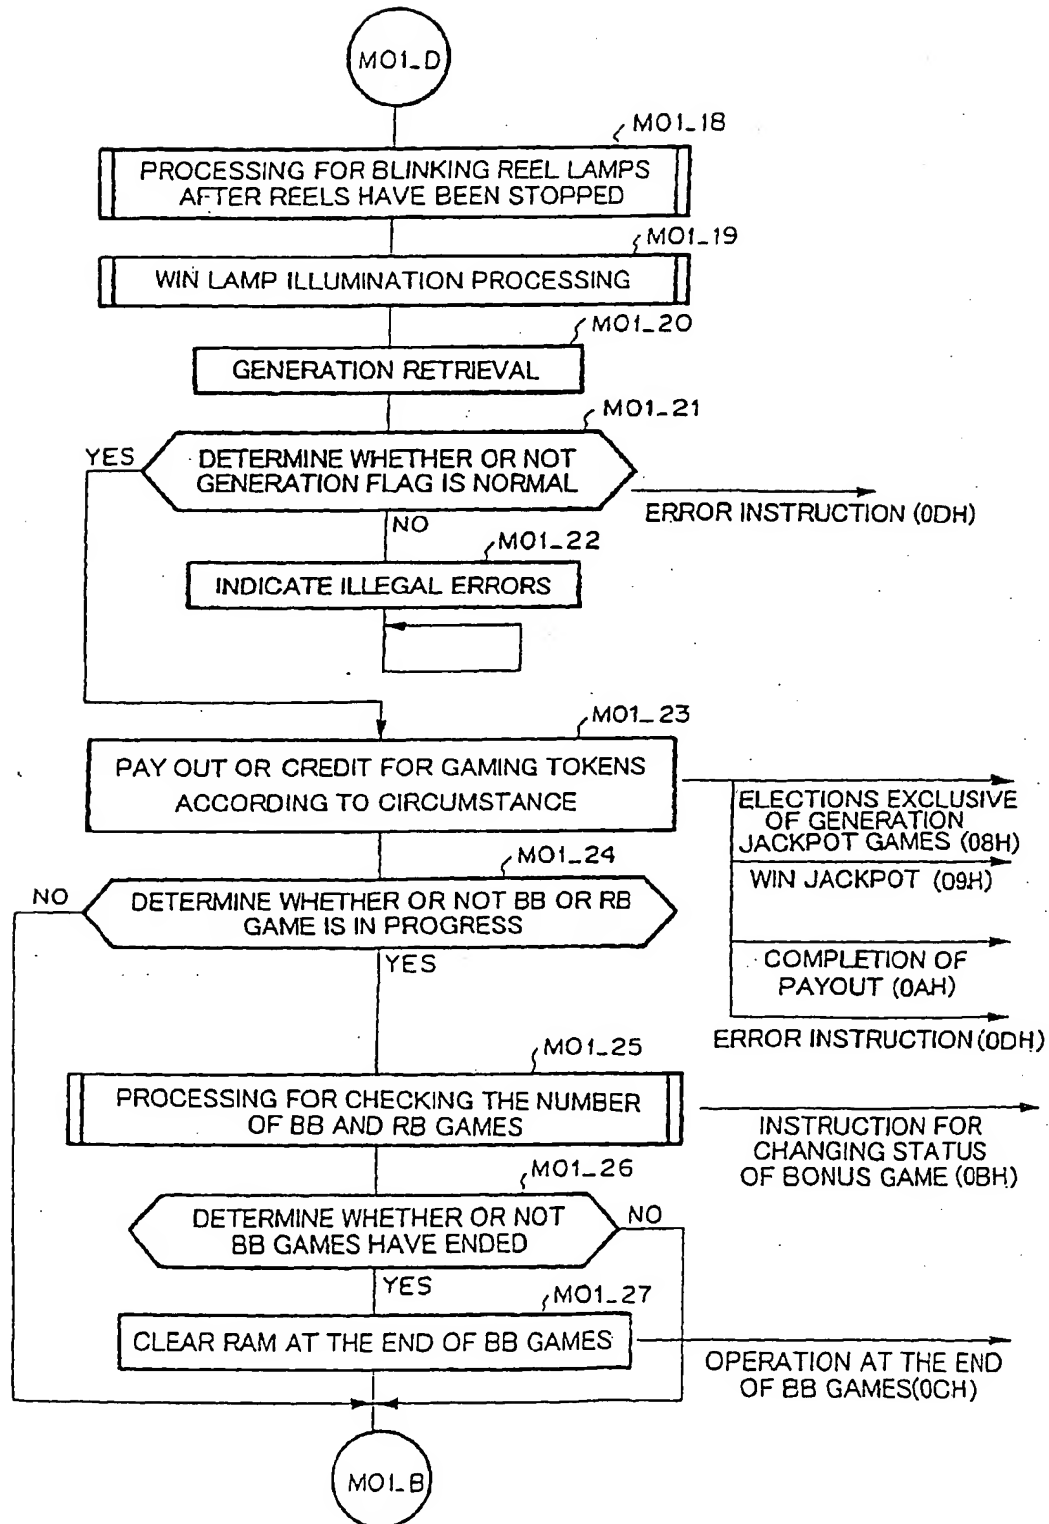 M01_D
M01_18
PROCESSING FOR BLINKING REEL LAMPS
AFTER REELS HAVE BEEN STOPPED
M01_19
WIN LAMP ILLUMINATION PROCESSING
M01_20
GENERATION RETRIEVAL
M01_21
YES
DETERMINE WHETHER OR NOT
GENERATION FLAG IS NORMAL
ERROR INSTRUCTION (0DH)
NO
M01_22
INDICATE ILLEGAL ERRORS
M01_23
PAY OUT OR CREDIT FOR GAMING TOKENS
ACCORDING TO CIRCUMSTANCE
ELECTIONS EXCLUSIVE
OF GENERATION
JACKPOT GAMES (08H)
WIN JACKPOT (09H)
COMPLETION OF
PAYOUT (0AH)
ERROR INSTRUCTION(0DH)
M01_24
NO
DETERMINE WHETHER OR NOT BB OR RB
GAME IS IN PROGRESS
YES
M01_25
PROCESSING FOR CHECKING THE NUMBER
OF BB AND RB GAMES
INSTRUCTION FOR
CHANGING STATUS
OF BONUS GAME (0BH)
M01_26
DETERMINE WHETHER OR NOT
BB GAMES HAVE ENDED
NO
YES
M01_27
CLEAR RAM AT THE END OF BB GAMES
OPERATION AT THE END
OF BB GAMES(0CH)
M01_B